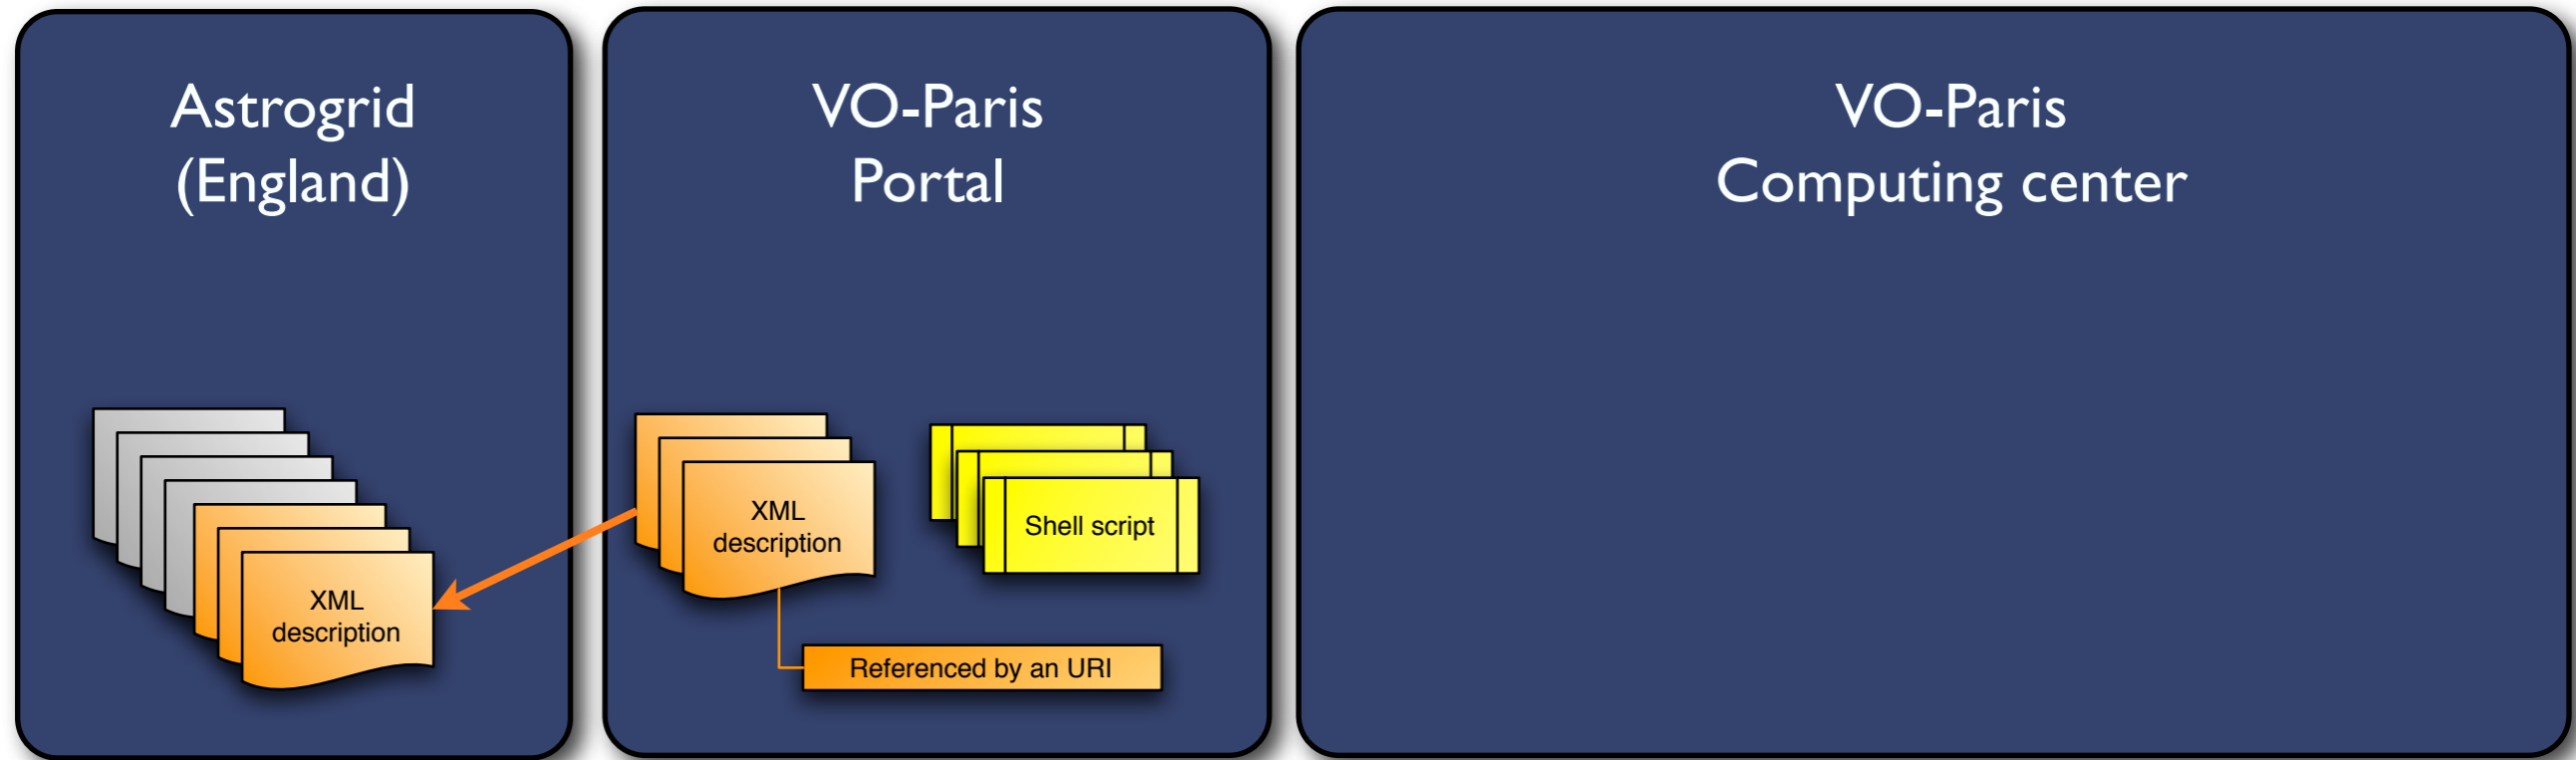 Astrogrid
(England)
VO-Paris
Portal
VO-Paris
Computing center
XML
description
Shell script
XML
description
Referenced by an URI